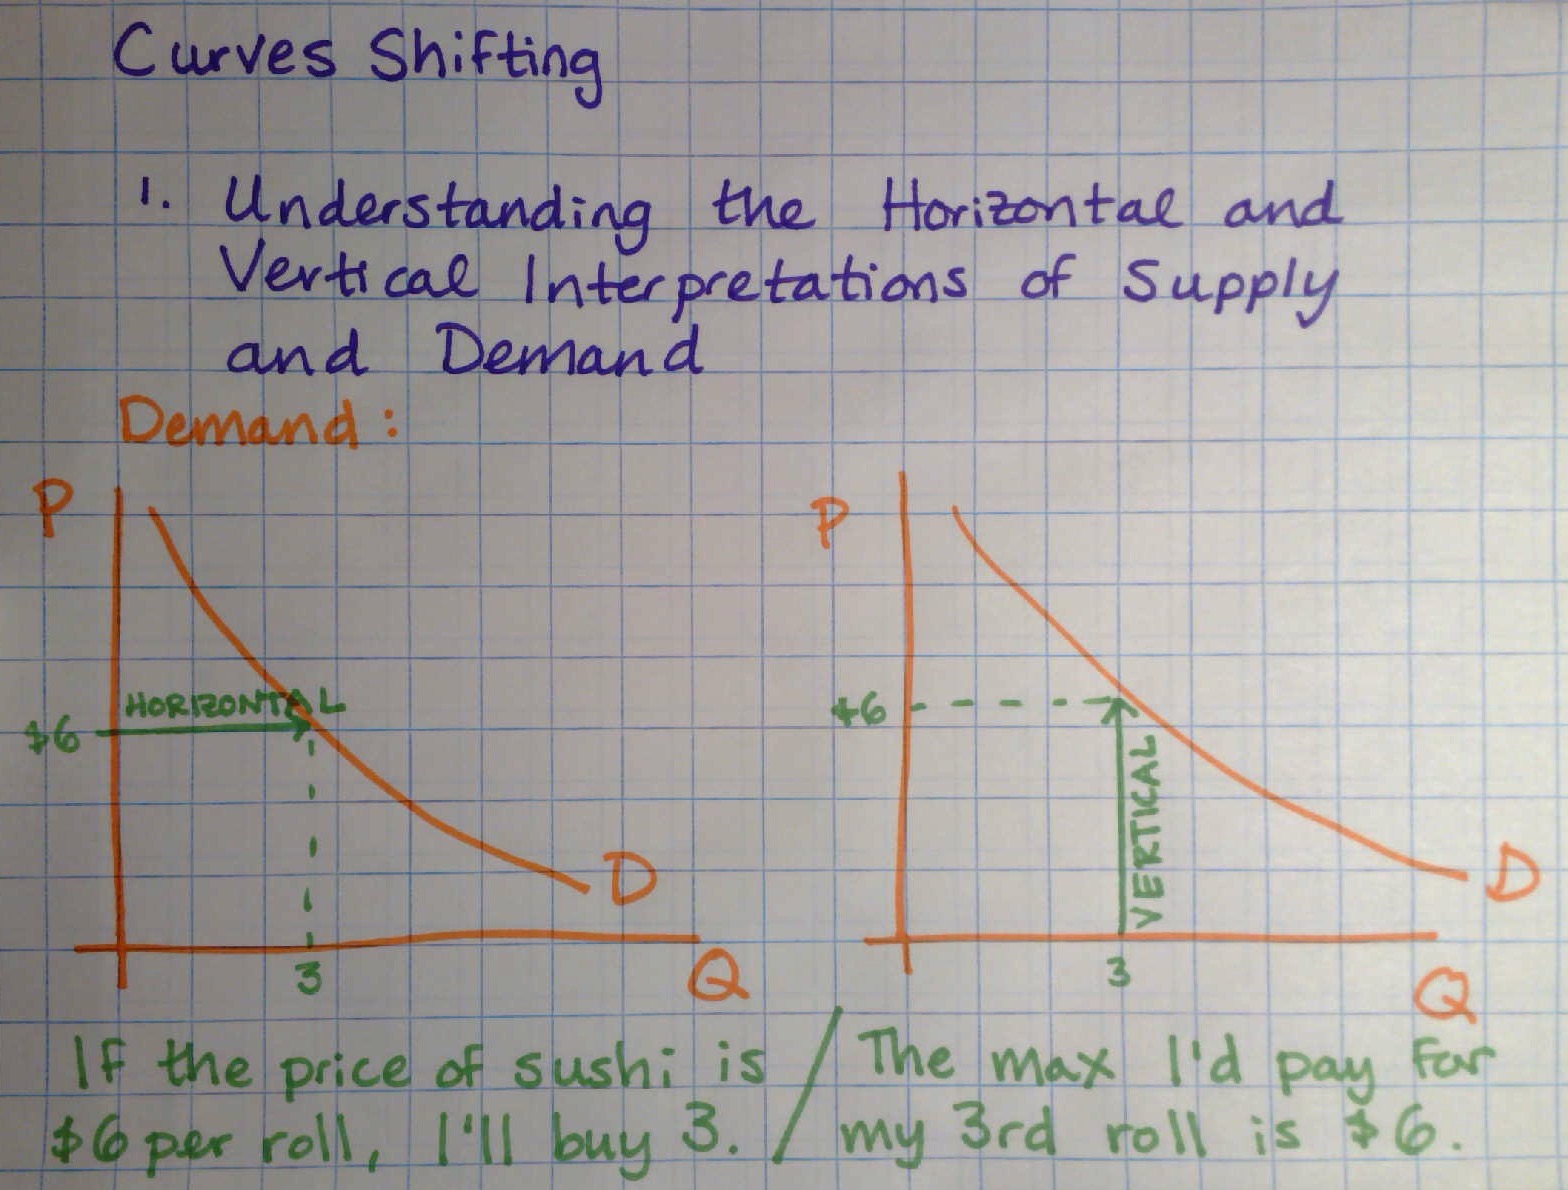 Curves Shifting
1. Understanding the Horizontal and
Vertical Interpretations of Supply
and Demand
Demand:
P
HORIZONTAL
$6
D
3
Q
P
$6
VERTICAL
D
3
Q
If the price of sushi is
$6 per roll, I'll buy 3.
/
The max I'd pay for
my 3rd roll is $6.